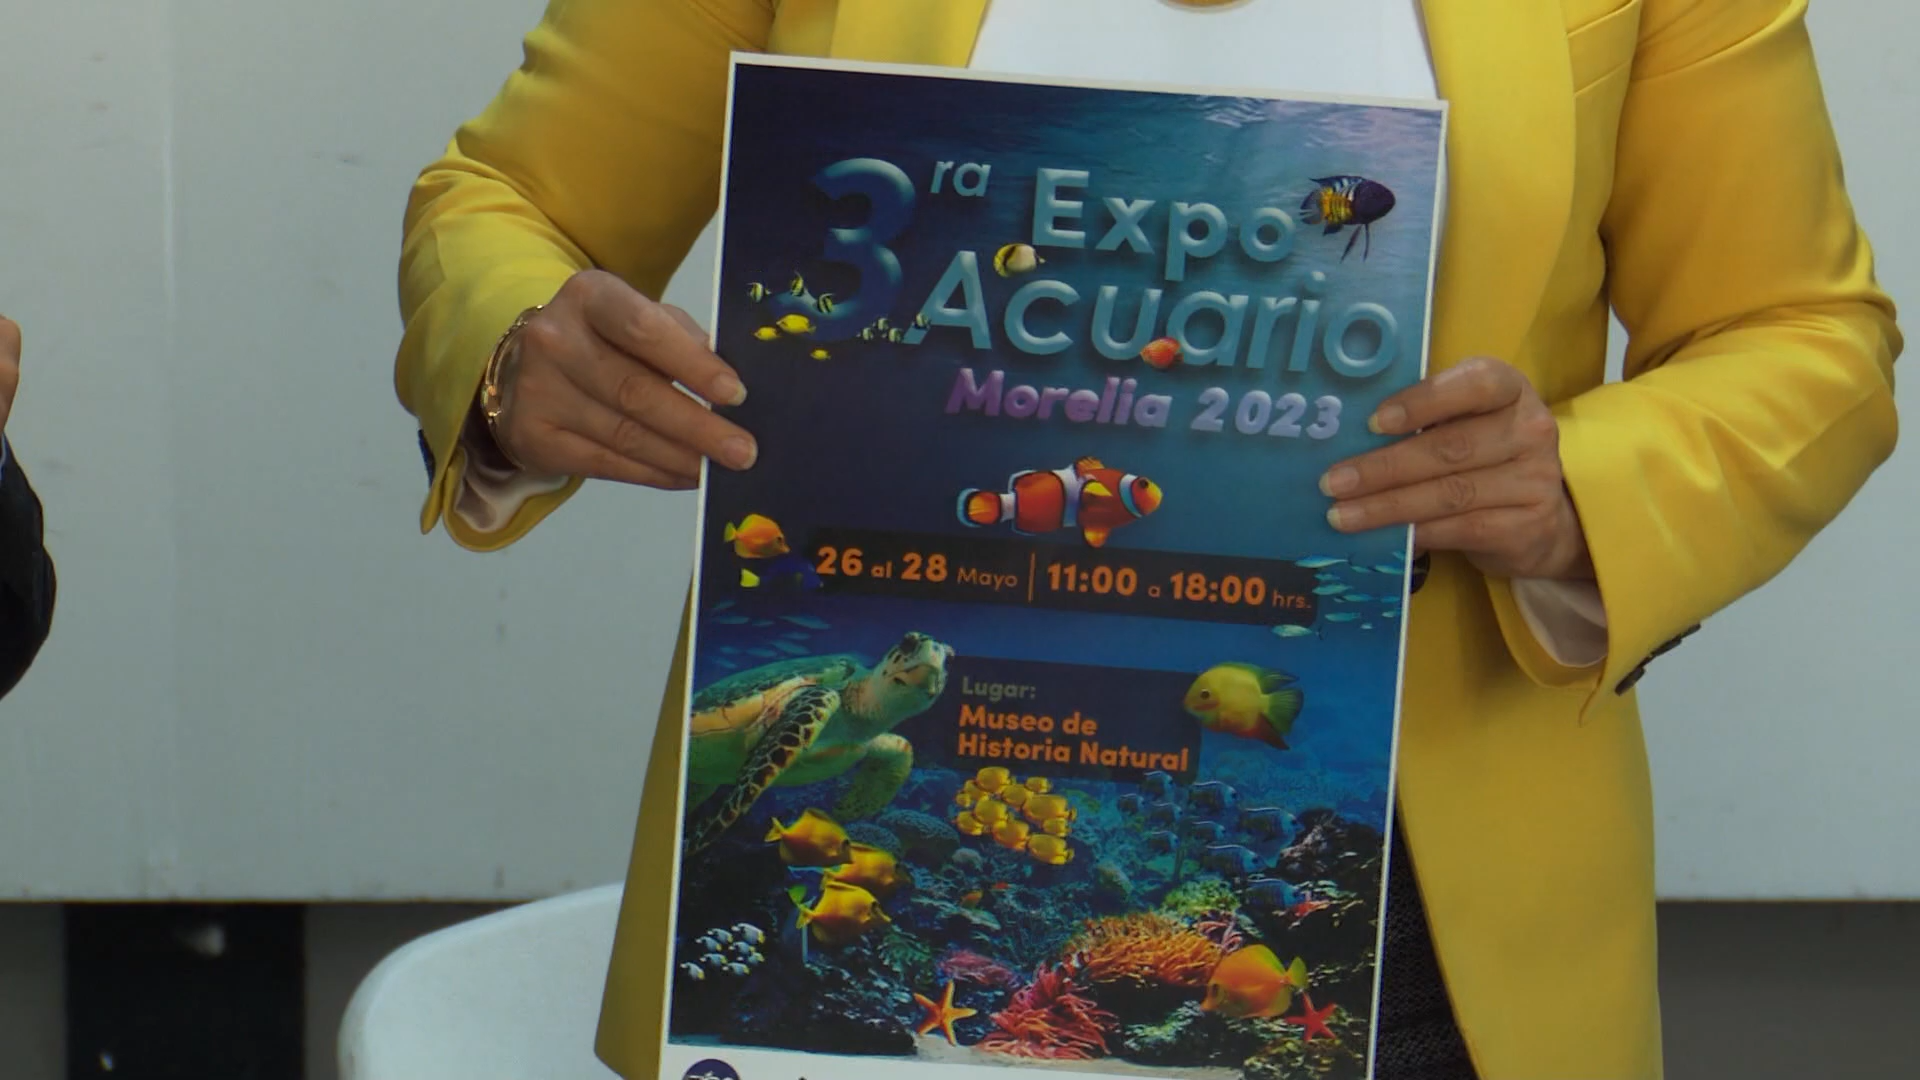 3ra Expo
Acuario
Morelia 2023
26 al 28 Mayo | 11:00 a 18:00 hrs.
Lugar:
Museo de
Historia Natural